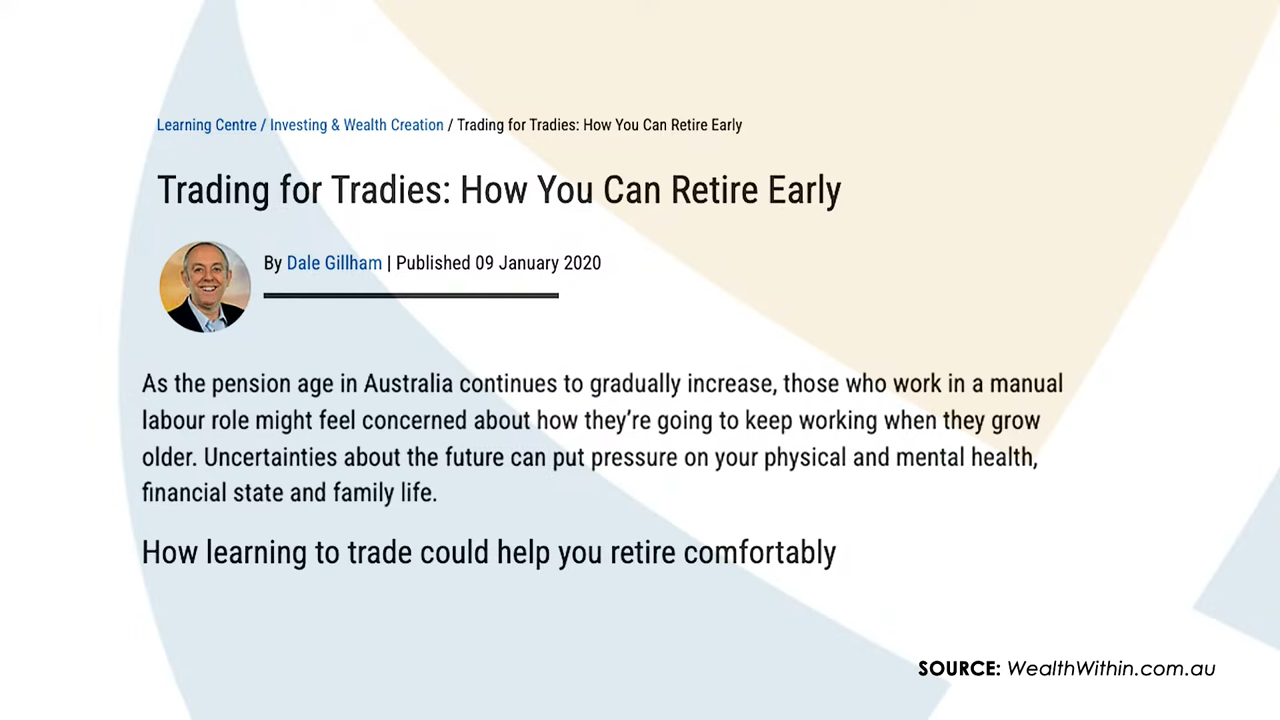 Learning Centre / Investing & Wealth Creation / Trading for Tradies: How You Can Retire Early
Trading for Tradies: How You Can Retire Early
By Dale Gillham | Published 09 January 2020
As the pension age in Australia continues to gradually increase, those who work in a manual
labour role might feel concerned about how they’re going to keep working when they grow
older. Uncertainties about the future can put pressure on your physical and mental health,
financial state and family life.
How learning to trade could help you retire comfortably
SOURCE: WealthWithin.com.au